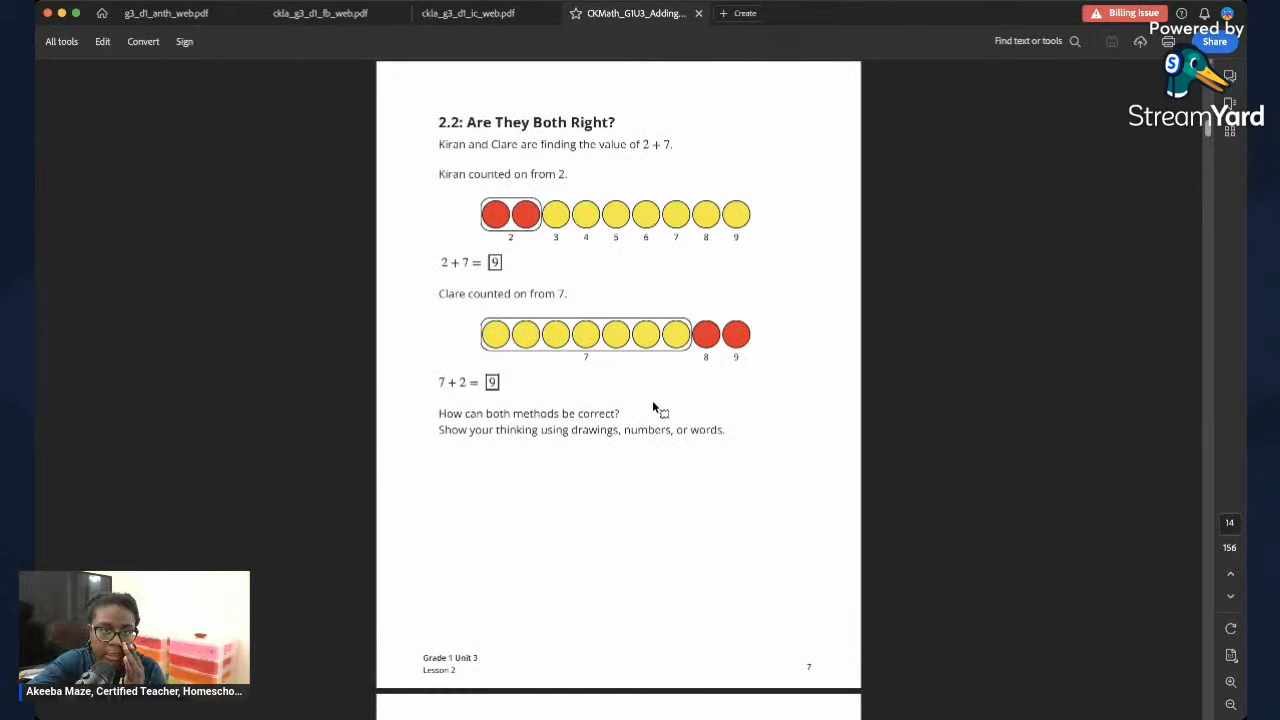 g3_d1_anth_web.pdf
ckla_g3_d1_fb_web.pdf
ckla_g3_d1_ic_web.pdf
CKMath_G1U3_Adding...
Create
Billing Issue
Powered by
All tools
Edit
Convert
Sign
Find text or tools
Share
S
StreamYard
2.2: Are They Both Right?
Kiran and Clare are finding the value of 2 + 7.
Kiran counted on from 2.
2 3 4 5 6 7 8 9
2 + 7 = 9
Clare counted on from 7.
7 8 9
7 + 2 = 9
How can both methods be correct?
Show your thinking using drawings, numbers, or words.
14
156
Grade 1 Unit 3
Lesson 2
7
Akeeba Maze, Certified Teacher, Homescho...